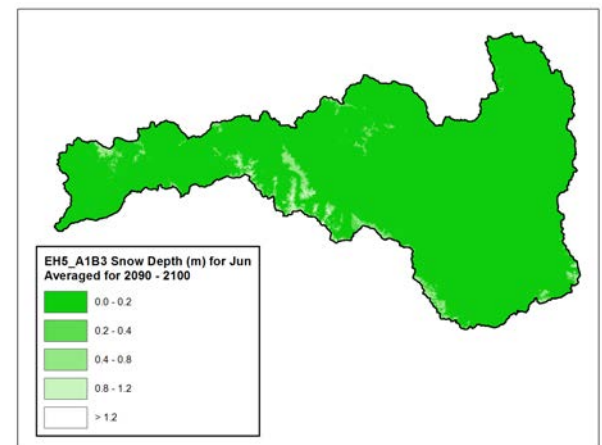 EH5_A1B3 Snow Depth (m) for Jun
Averaged for 2090 - 2100
0.0 - 0.2
0.2 - 0.4
0.4 - 0.8
0.8 - 1.2
> 1.2